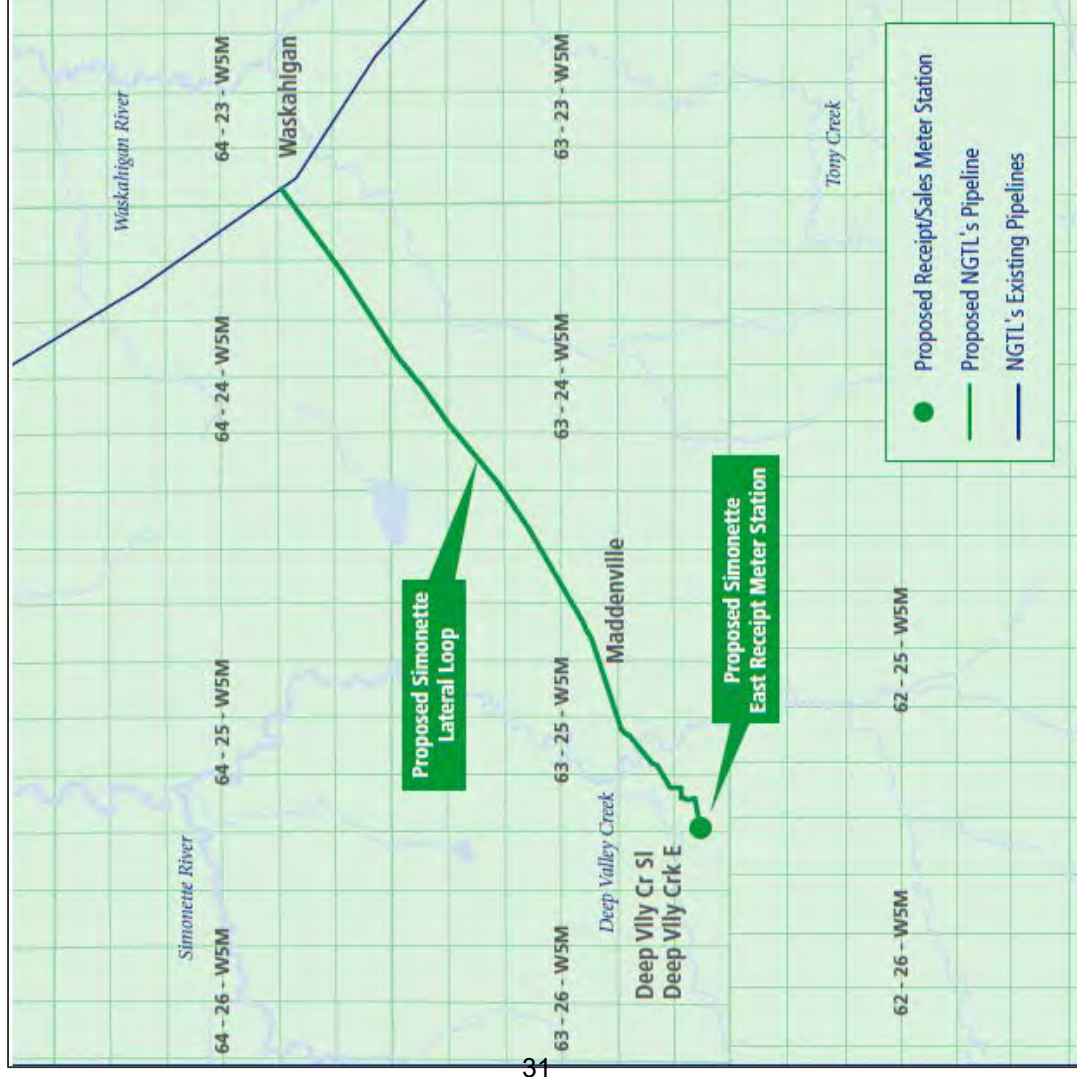 Waskahigan River
Simonette River
64 - 26 - W5M
64 - 25 - W5M
64 - 24 - W5M
64 - 23 - W5M
Waskahigan
Proposed Simonette
Lateral Loop
63 - 26 - W5M
63 - 25 - W5M
63 - 24 - W5M
63 - 23 - W5M
Deep Valley Creek
Maddenville
Deep Vlly Cr Sl
Deep Vlly Crk E
Proposed Simonette
East Receipt Meter Station
Tony Creek
62 - 26 - W5M
62 - 25 - W5M
Proposed Receipt/Sales Meter Station
Proposed NGTL's Pipeline
NGTL's Existing Pipelines
31